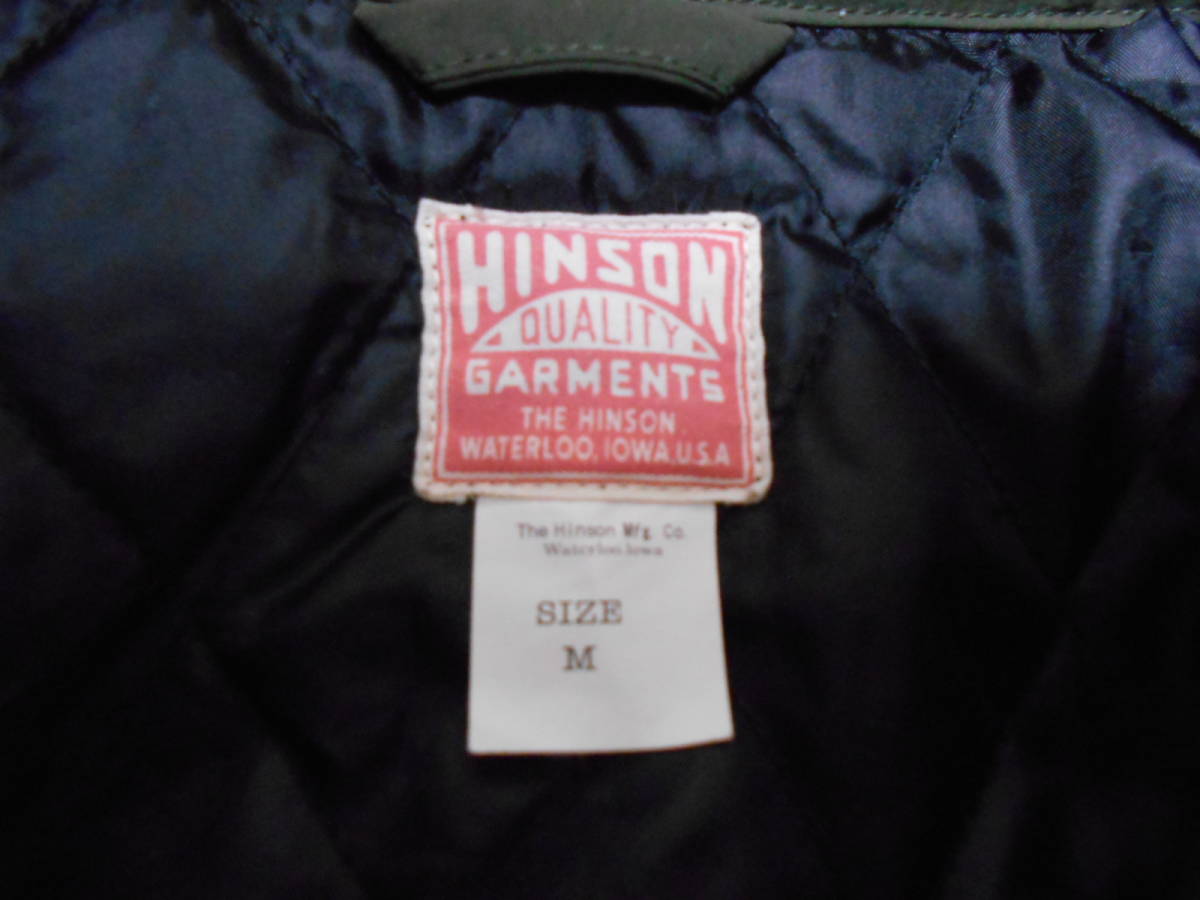 HINSON
QUALITY
GARMENTS
THE HINSON
WATERLOO, IOWA.U.S.A
The Hinson Mfg. Co.
Waterloo.Iowa
SIZE
M